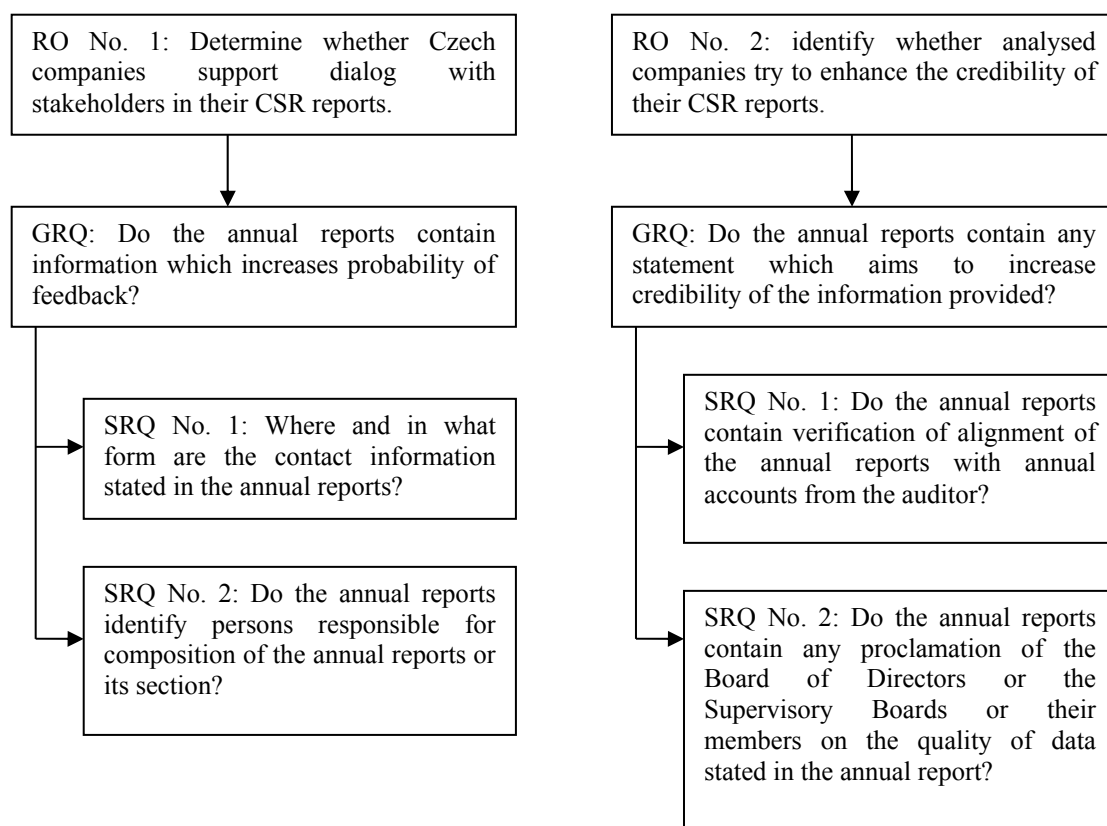 RO No. 1: Determine whether Czech
companies support dialog with
stakeholders in their CSR reports.
GRQ: Do the annual reports contain
information which increases probability of
feedback?
SRQ No. 1: Where and in what
form are the contact information
stated in the annual reports?
SRQ No. 2: Do the annual reports
identify persons responsible for
composition of the annual reports or
its section?
RO No. 2: identify whether analysed
companies try to enhance the credibility of
their CSR reports.
GRQ: Do the annual reports contain any
statement which aims to increase
credibility of the information provided?
SRQ No. 1: Do the annual reports
contain verification of alignment of
the annual reports with annual
accounts from the auditor?
SRQ No. 2: Do the annual reports
contain any proclamation of the
Board of Directors or the
Supervisory Boards or their
members on the quality of data
stated in the annual report?